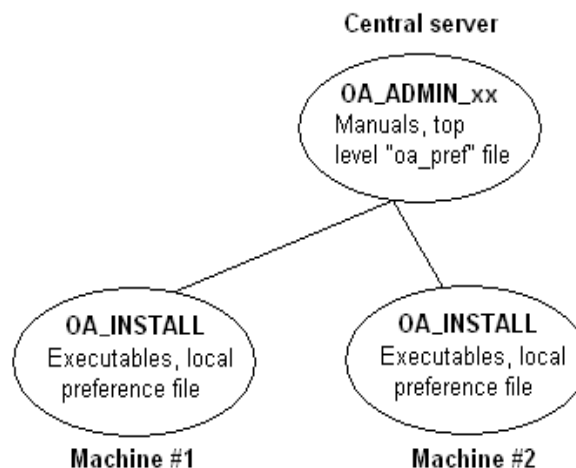 Central server
OA_ADMIN_xx
Manuals, top
level "oa_pref" file
OA_INSTALL
Executables, local
preference file
Machine #1
OA_INSTALL
Executables, local
preference file
Machine #2